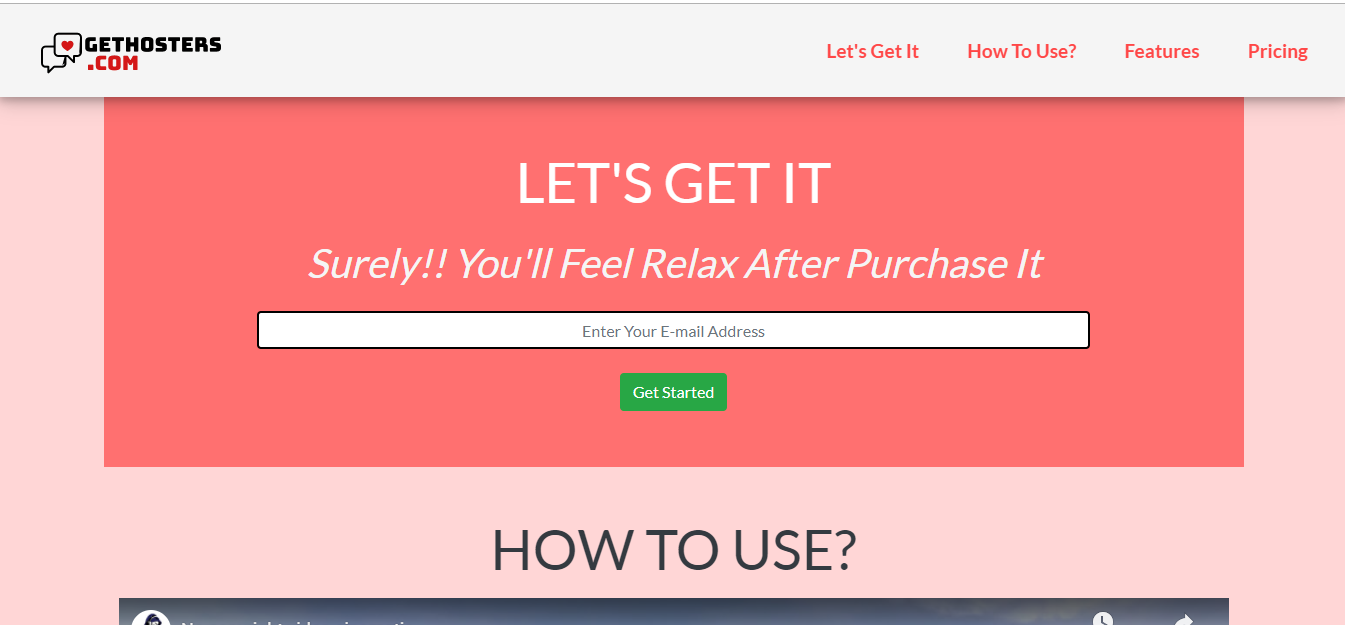 GETHOSTERS
.COM
Let's Get It
How To Use?
Features
Pricing
LET'S GET IT
Surely!! You'll Feel Relax After Purchase It
Enter Your E-mail Address
Get Started
HOW TO USE?